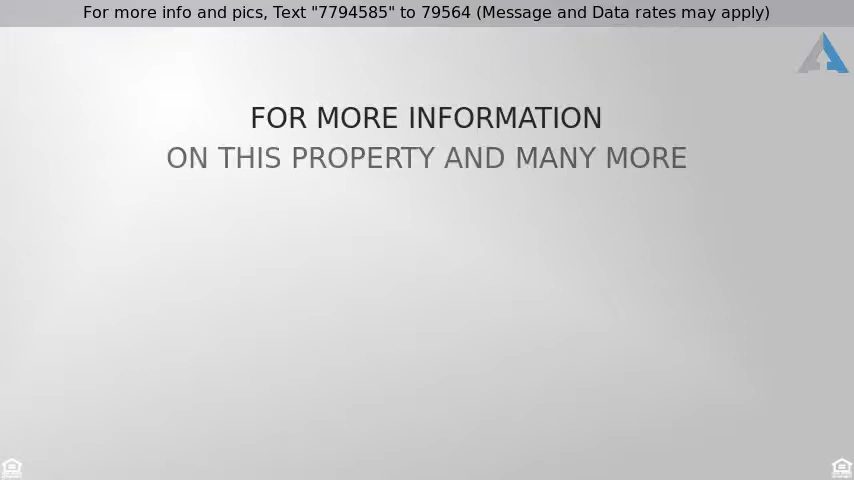 For more info and pics, Text "7794585" to 79564 (Message and Data rates may apply)
FOR MORE INFORMATION
ON THIS PROPERTY AND MANY MORE